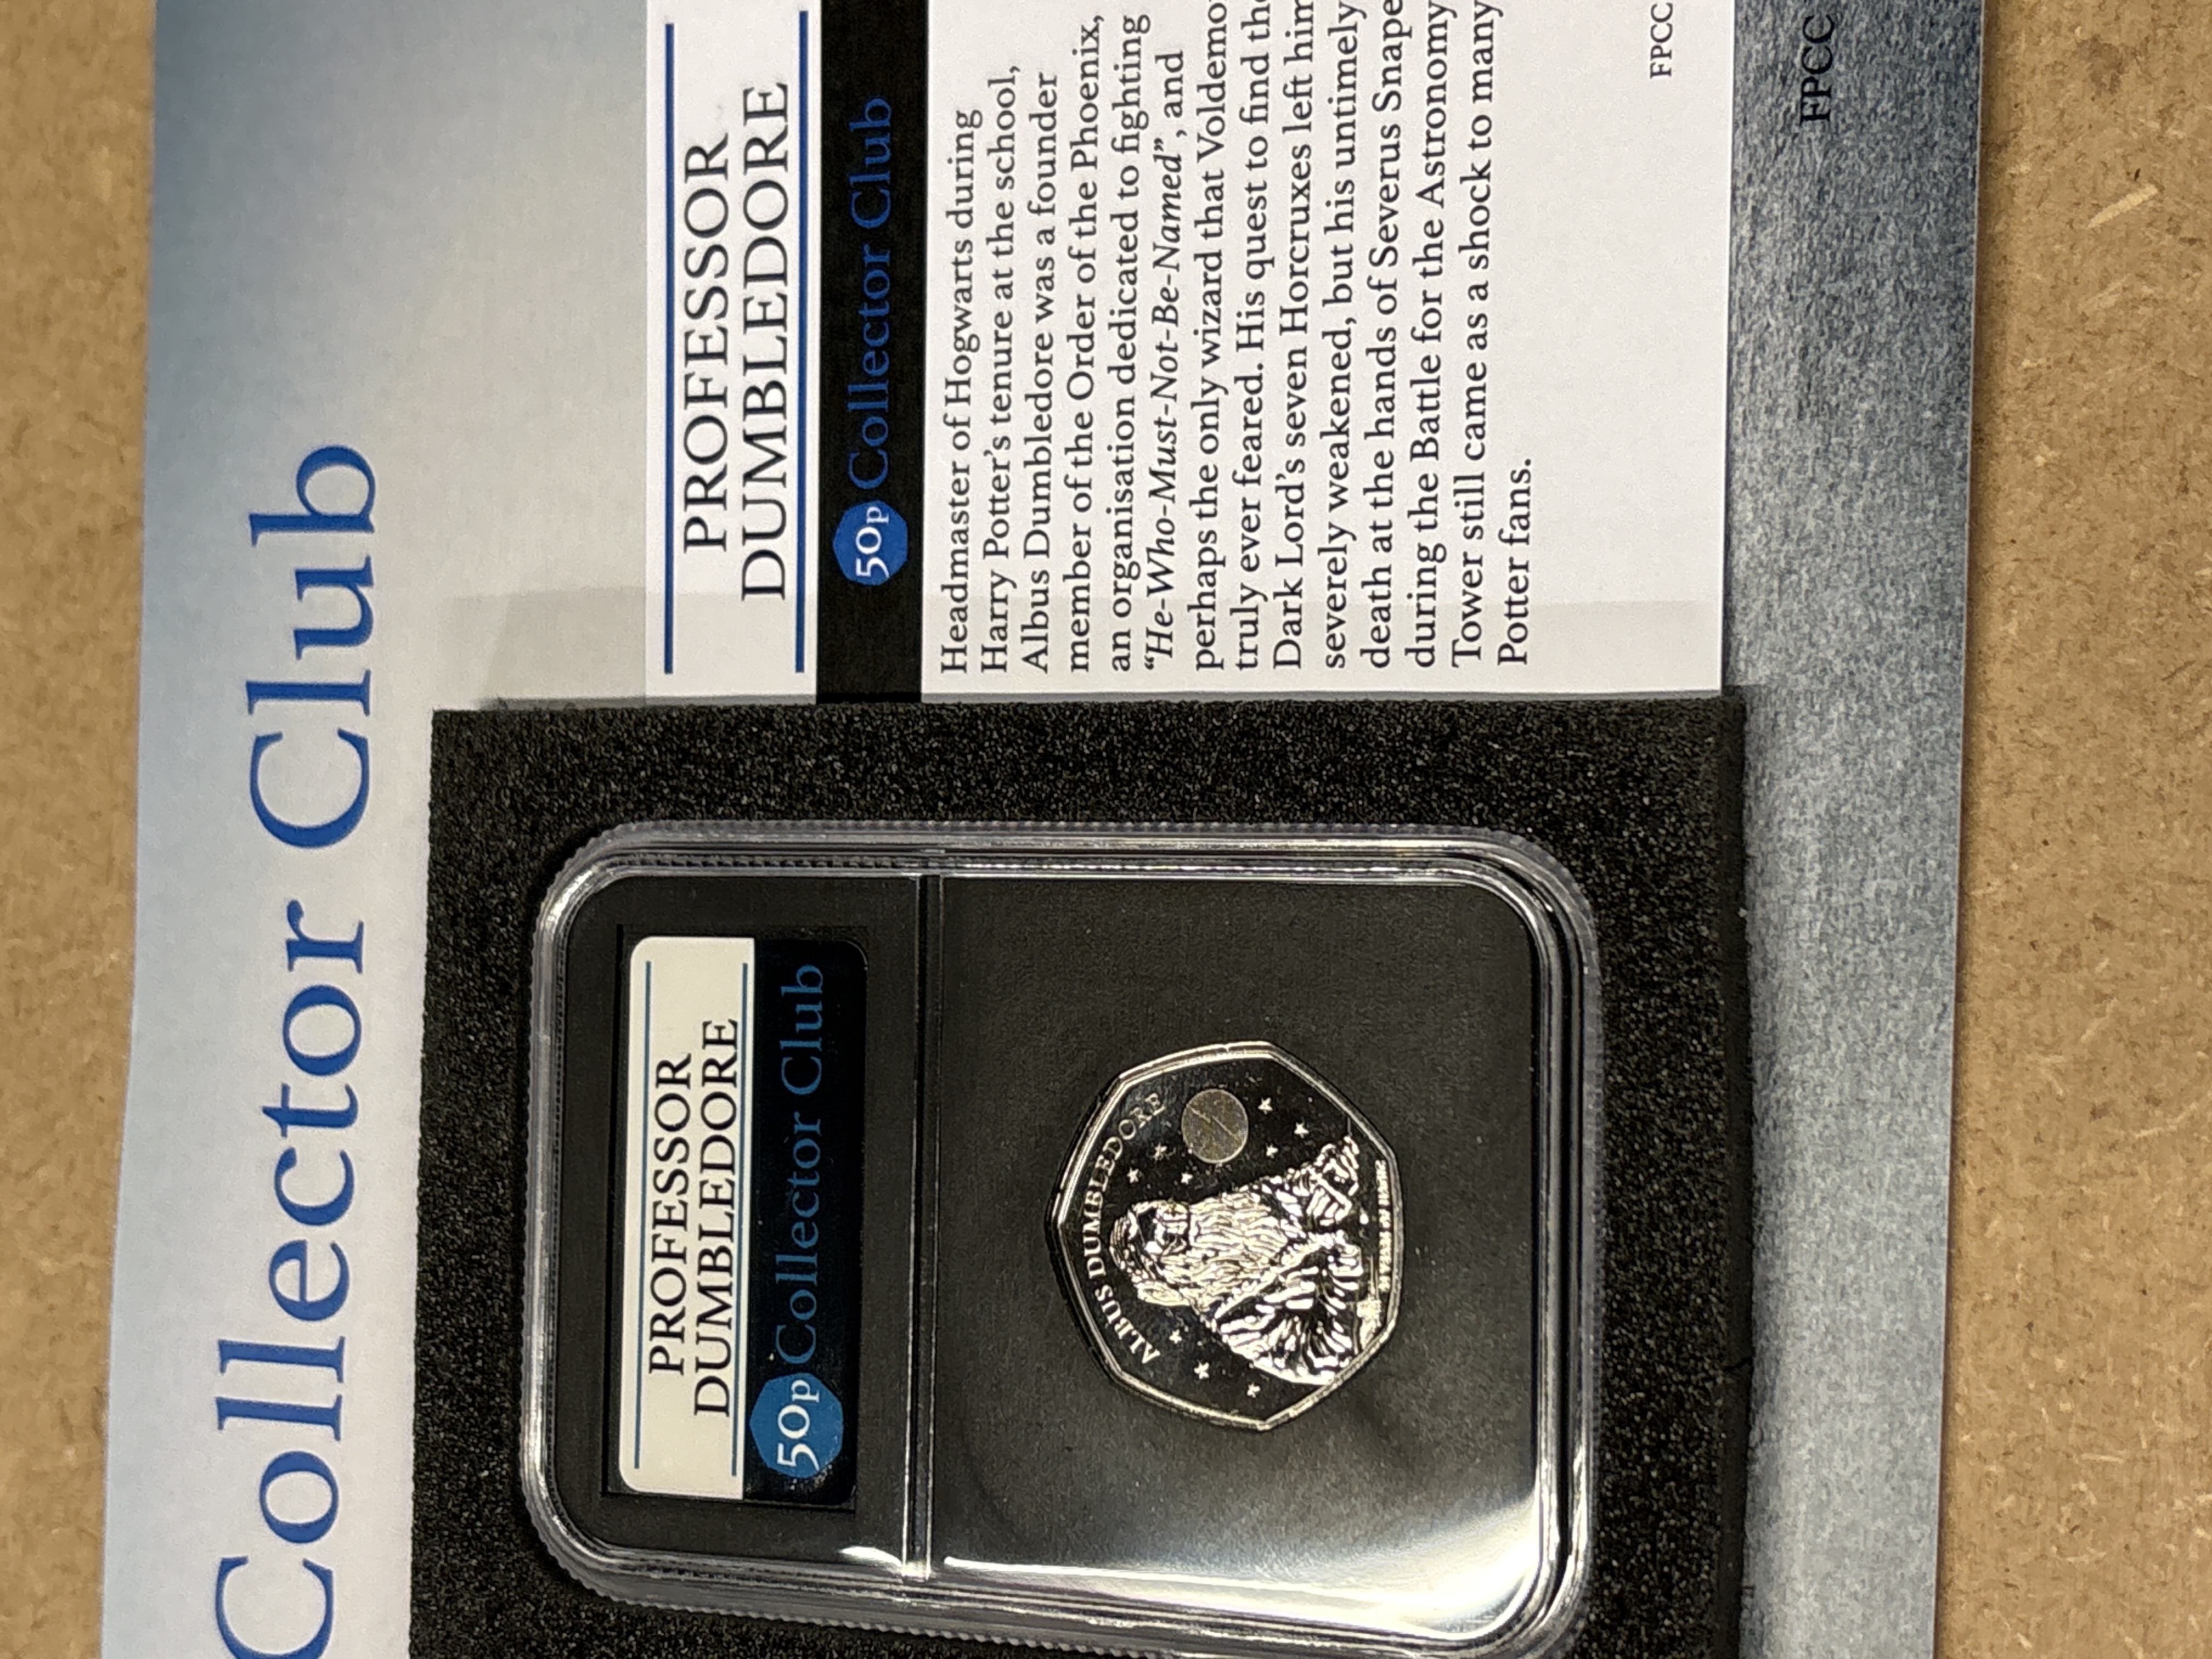 Collector Club
PROFESSOR
DUMBLEDORE
50p Collector Club
Headmaster of Hogwarts during
Harry Potter's tenure at the school,
Albus Dumbledore was a founder
member of the Order of the Phoenix,
an organisation dedicated to fighting
“He-Who-Must-Not-Be-Named”, and
perhaps the only wizard that Voldemo
truly ever feared. His quest to find the
Dark Lord's seven Horcruxes left him
severely weakened, but his untimely
death at the hands of Severus Snape
during the Battle for the Astronomy
Tower still came as a shock to many
Potter fans.
FPCC
FPCC
PROFESSOR
DUMBLEDORE
50p Collector Club
ALBUS DUMBLEDORE